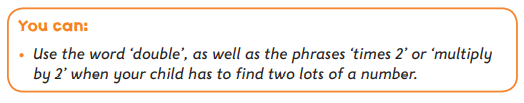 You can:
• Use the word ‘double’, as well as the phrases ‘times 2’ or ‘multiply
by 2’ when your child has to find two lots of a number.